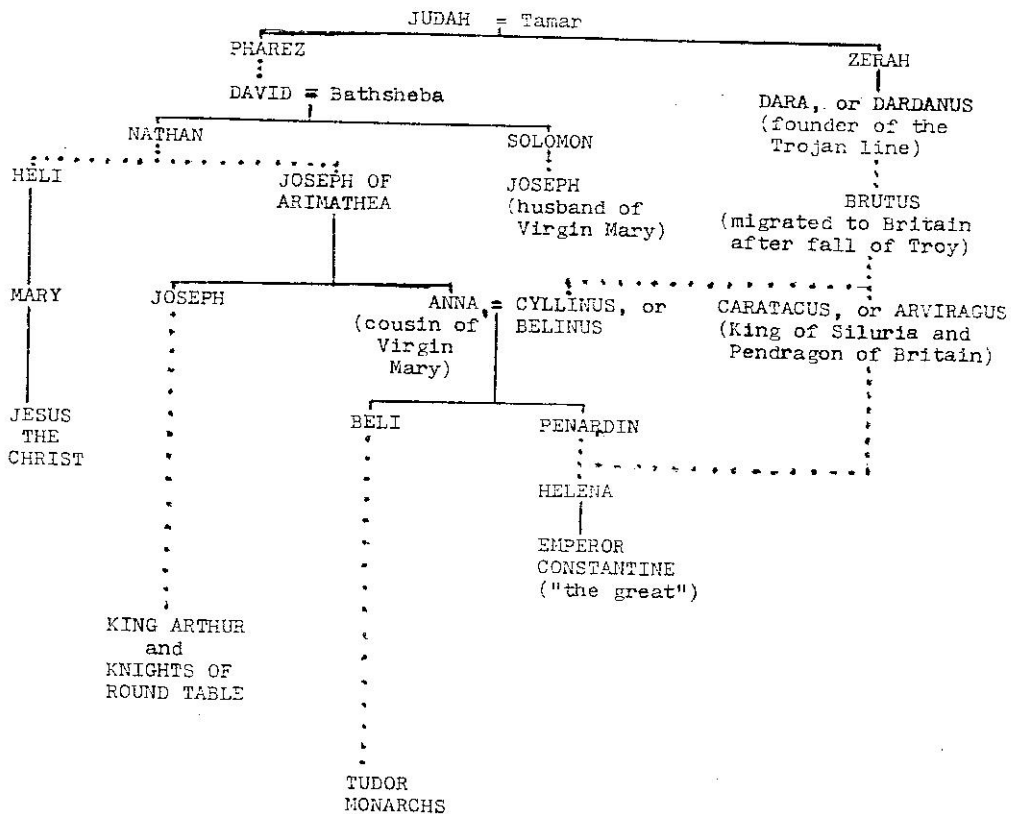 JUDAH = Tamar
PHAREZ
ZERAH
DAVID = Bathsheba
DARA, or DARDANUS
(founder of the
Trojan line)
NATHAN
SOLOMON
HELI
JOSEPH OF
ARIMATHEA
JOSEPH
(husband of
Virgin Mary)
BRUTUS
(migrated to Britain
after fall of Troy)
MARY
JOSEPH
ANNA, = CYLLINUS, or
BELINUS
(cousin of
Virgin
Mary)
CARATACUS, or ARVIRAGUS
(King of Siluria and
Pendragon of Britain)
JESUS
THE
CHRIST
BELI
PENARDIN
HELENA
EMPEROR
CONSTANTINE
("the great")
KING ARTHUR
and
KNIGHTS OF
ROUND TABLE
TUDOR
MONARCHS